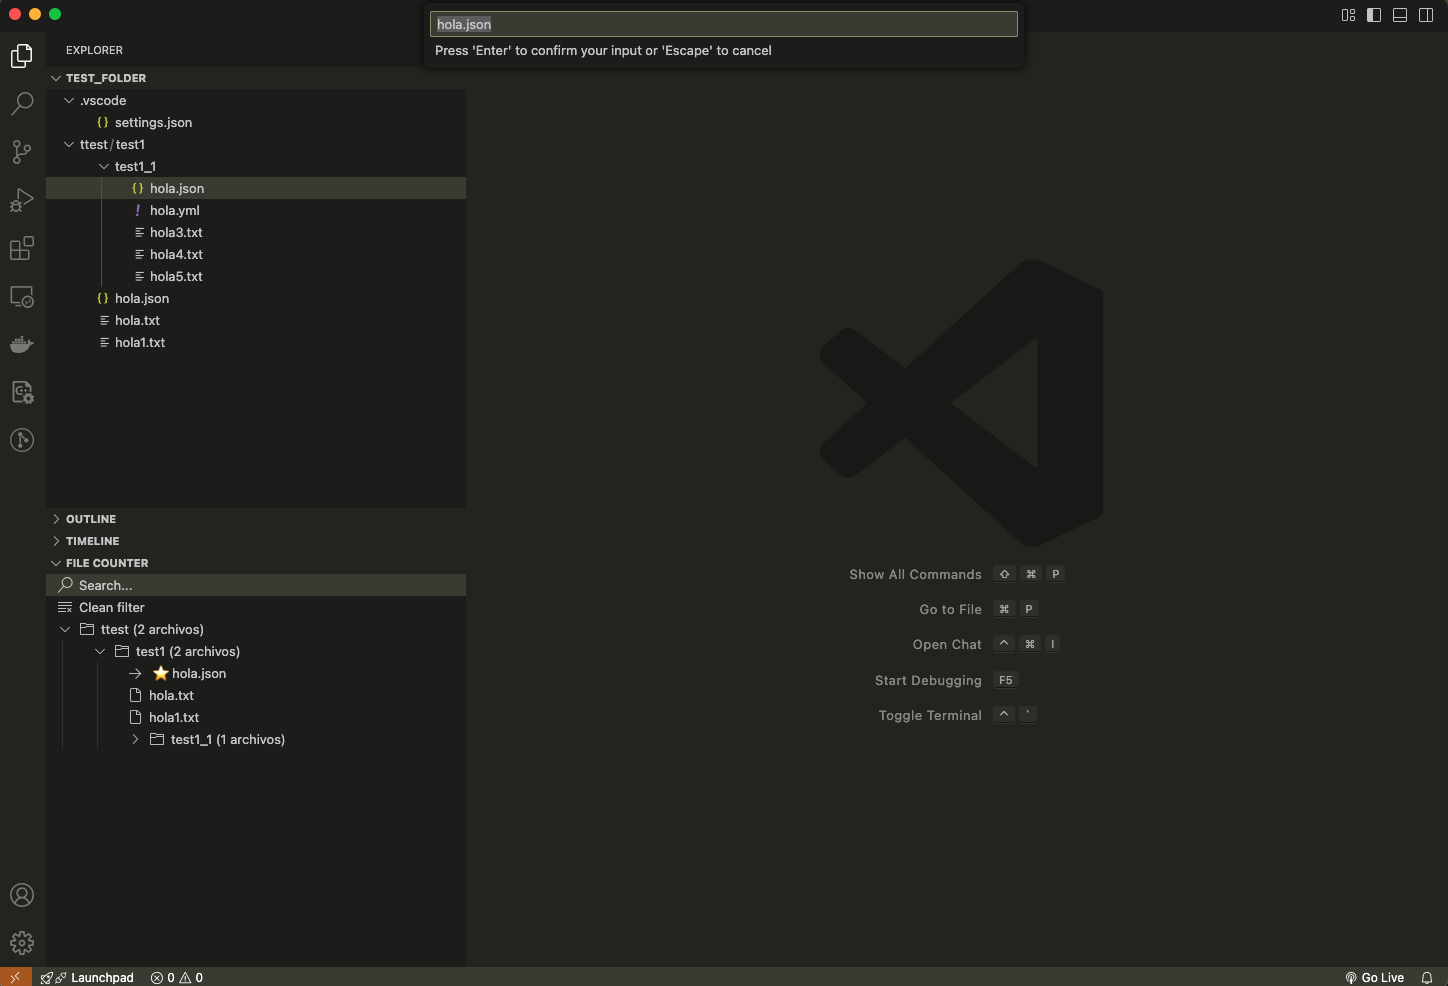 hola.json
Press 'Enter' to confirm your input or 'Escape' to cancel
EXPLORER
TEST_FOLDER
.vscode
{} settings.json
ttest / test1
test1_1
{} hola.json
! hola.yml
hola3.txt
hola4.txt
hola5.txt
{} hola.json
hola.txt
hola1.txt
OUTLINE
TIMELINE
FILE COUNTER
Search...
Clean filter
ttest (2 archivos)
test1 (2 archivos)
→ ⭐ hola.json
hola.txt
hola1.txt
test1_1 (1 archivos)
Show All Commands ⇧ ⌘ P
Go to File ⌘ P
Open Chat ^ ⌘ I
Start Debugging F5
Toggle Terminal ^ `
Launchpad 0 0 Go Live